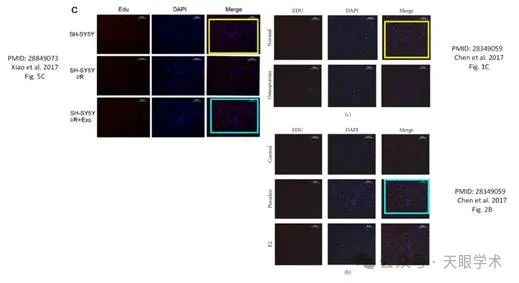 C
Edu DAPI Merge
SH-SY5Y
SH-SY5Y
I/R
SH-SY5Y
I/R+Exo
PMID: 28849073
Xiao et al. 2017
Fig. 5C
EDU DAPI Merge
Normal
Osteoporosis
(c)
PMID: 28349059
Chen et al. 2017
Fig. 1C
EDU DAPI Merge
Control
E2
(b)
PMID: 28349059
Chen et al. 2017
Fig. 2B
公众号 · 天眼学术